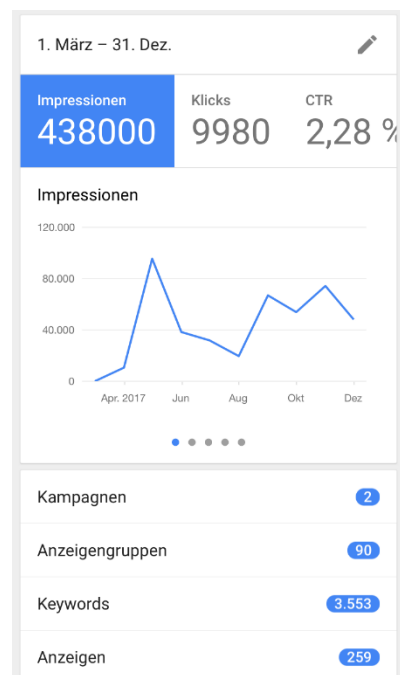 1. März – 31. Dez.
Impressionen Klicks CTR
438000 9980 2,28 %
Impressionen
120.000
80.000
40.000
0
Apr. 2017 Jun Aug Okt Dez
Kampagnen 2
Anzeigengruppen 90
Keywords 3.553
Anzeigen 259